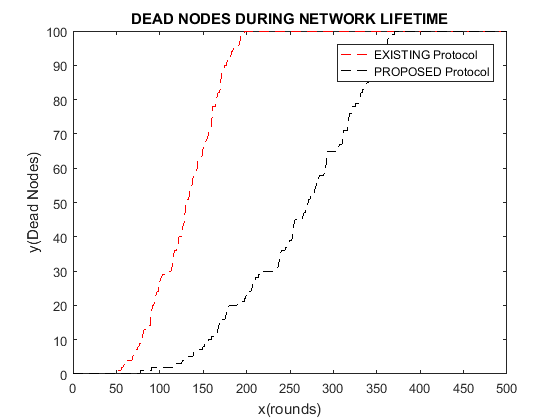 DEAD NODES DURING NETWORK LIFETIME
EXISTING Protocol
PROPOSED Protocol
y(Dead Nodes)
100
90
80
70
60
50
40
30
20
10
0
0 50 100 150 200 250 300 350 400 450 500
x(rounds)